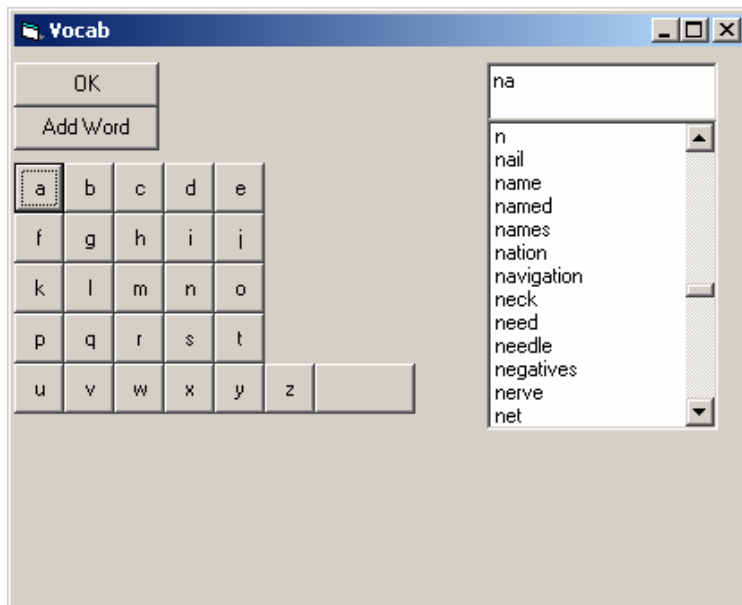 Vocab
OK
Add Word
a b c d e
f g h i j
k l m n o
p q r s t
u v w x y z
na
n
nail
name
named
names
nation
navigation
neck
need
needle
negatives
nerve
net